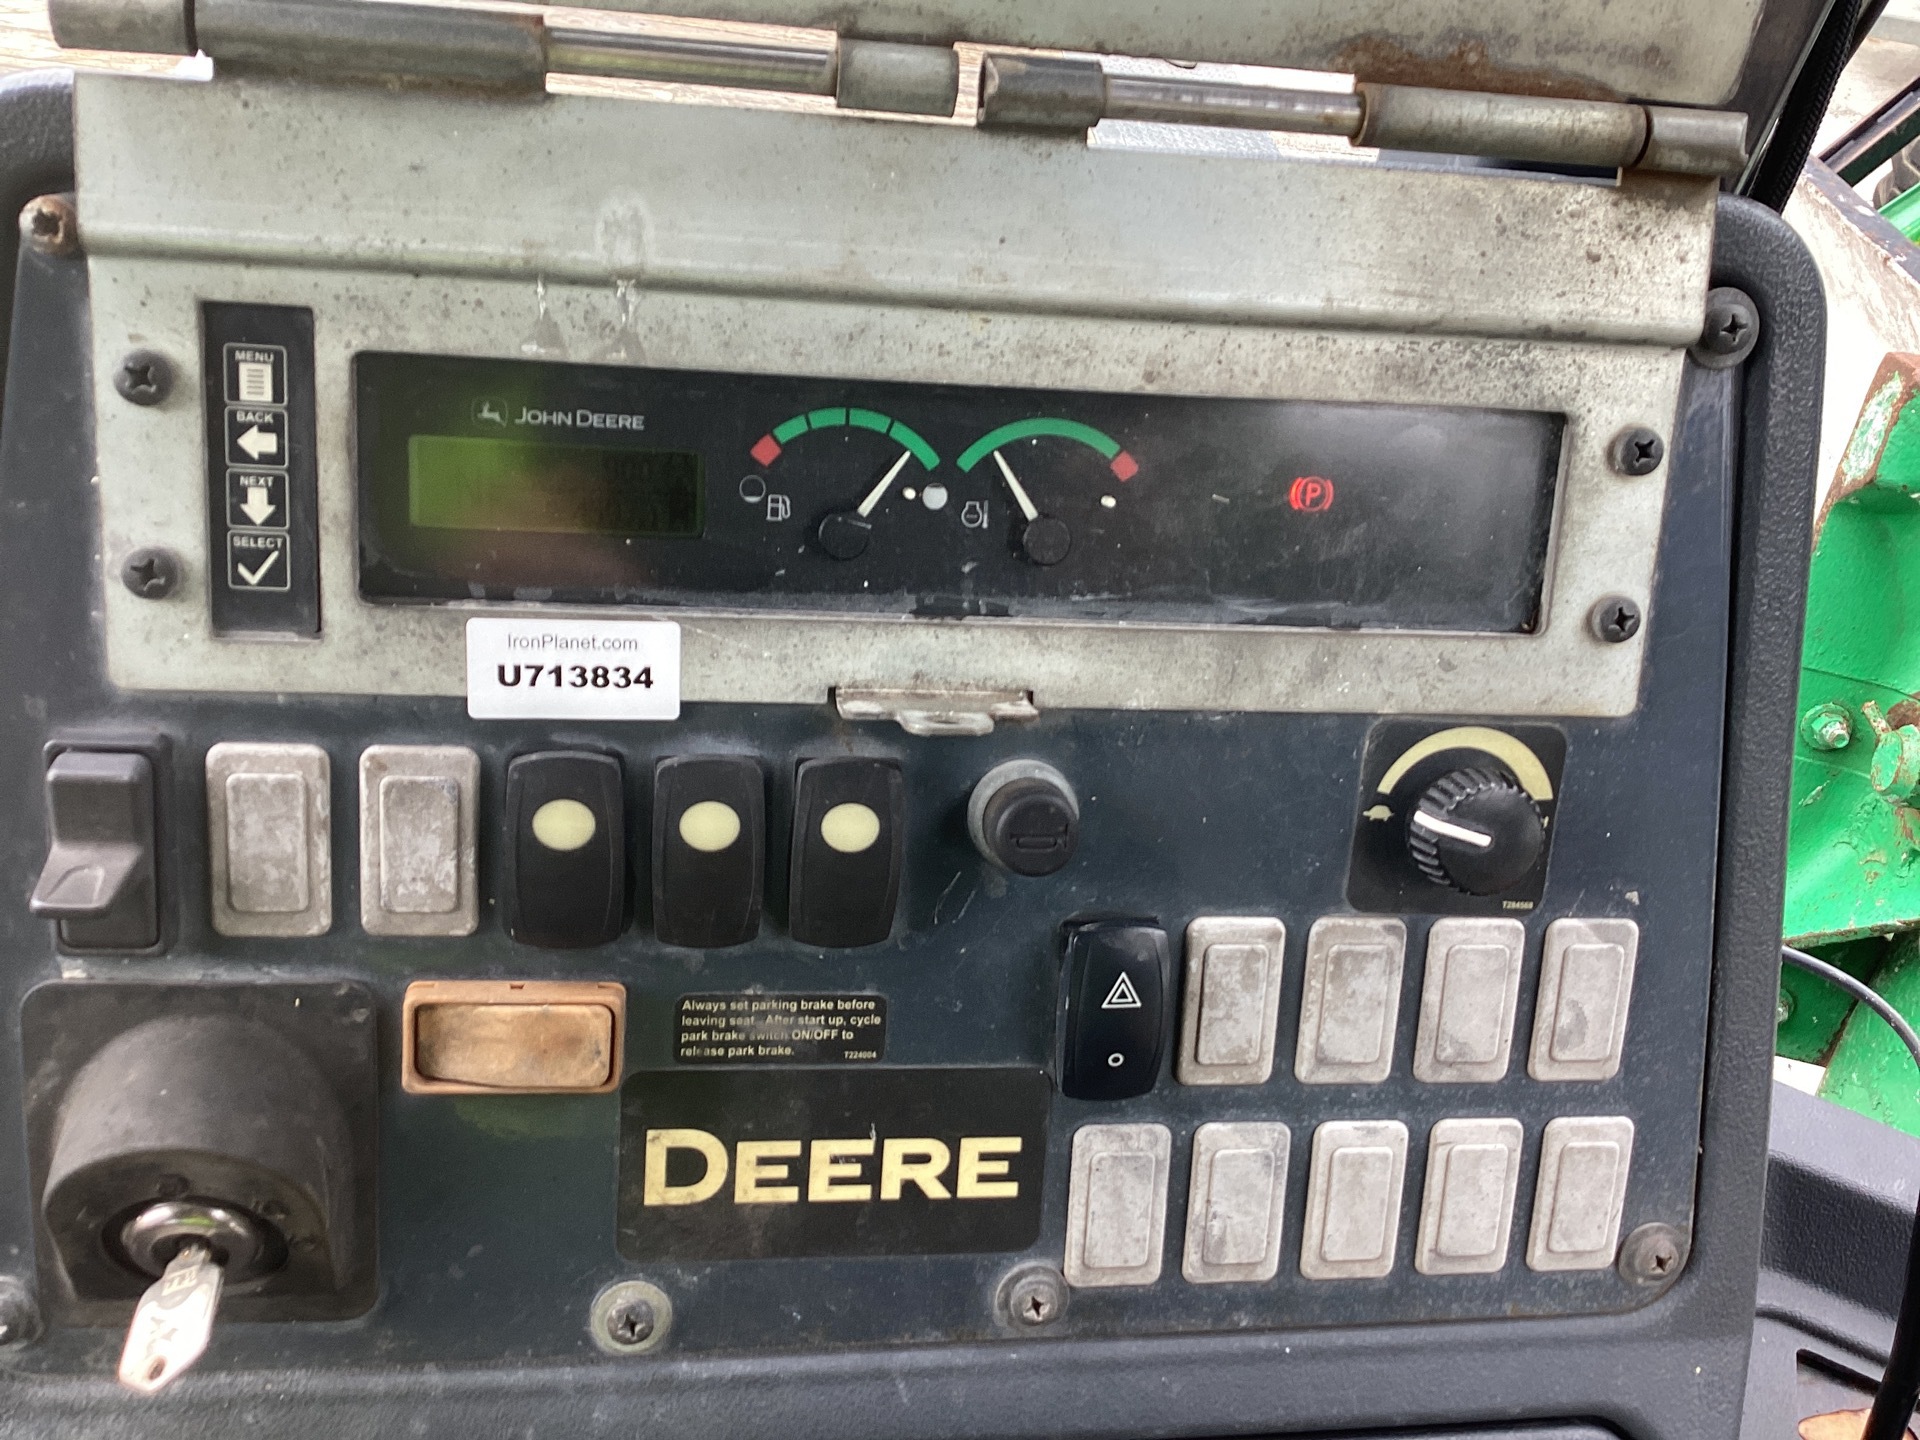 MENU
BACK
NEXT
SELECT
JOHN DEERE
P
IronPlanet.com
U713834
T284569
Always set parking brake before
leaving seat. After start up, cycle
park brake switch ON/OFF to
release park brake.
T224004
DEERE